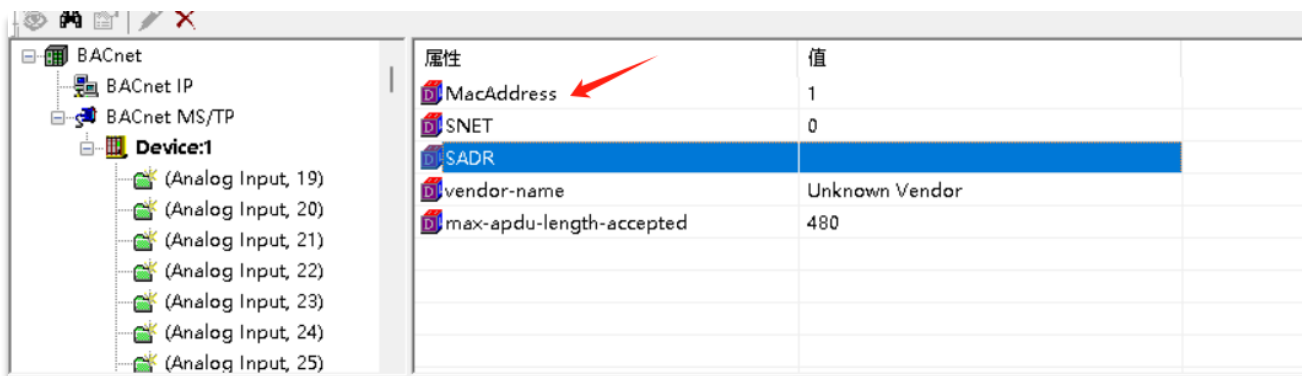 BACnet
BACnet IP
BACnet MS/TP
Device:1
(Analog Input, 19)
(Analog Input, 20)
(Analog Input, 21)
(Analog Input, 22)
(Analog Input, 23)
(Analog Input, 24)
(Analog Input, 25)
属性 值
MacAddress 1
SNET 0
SADR
vendor-name Unknown Vendor
max-apdu-length-accepted 480